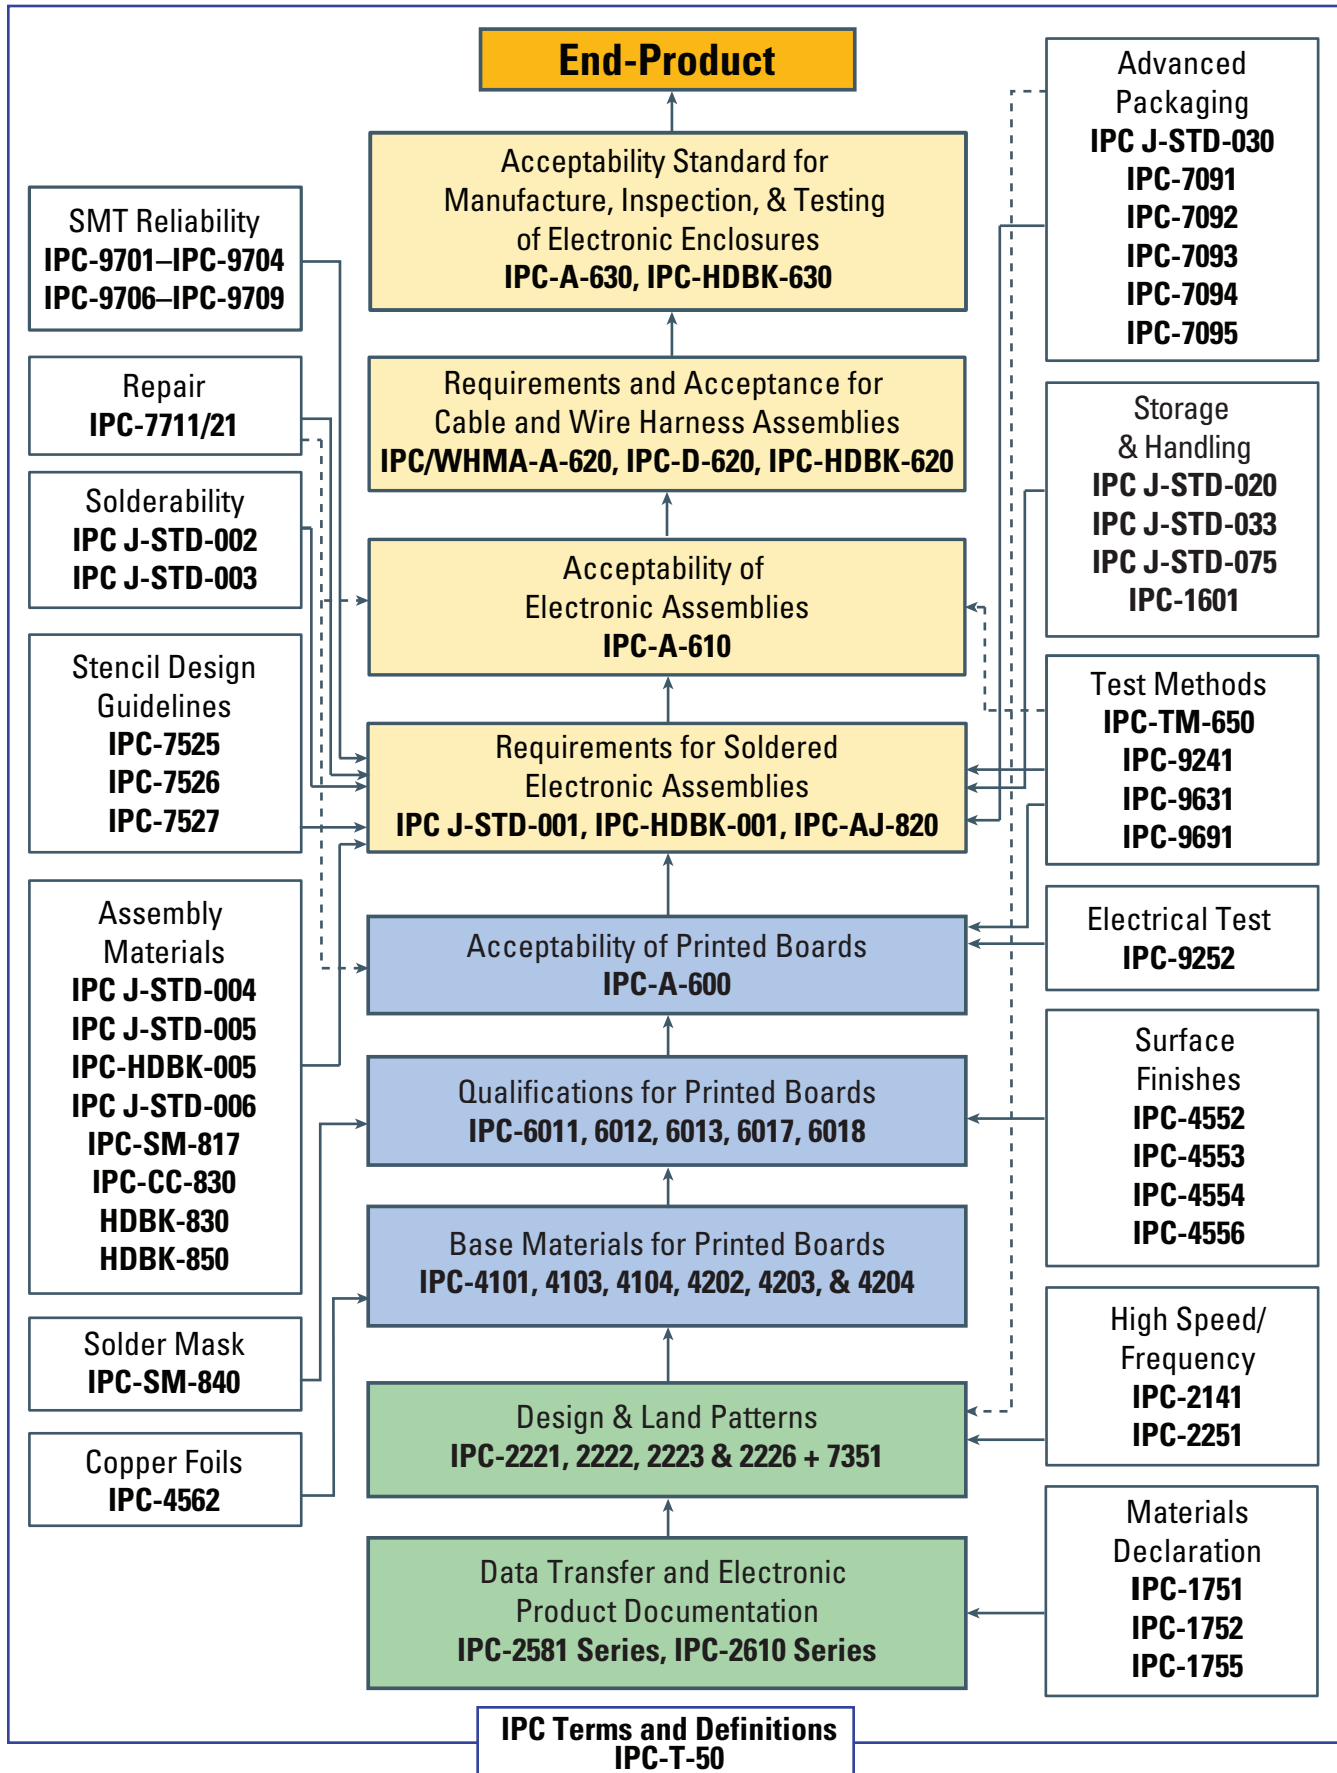 End-Product
Acceptability Standard for
Manufacture, Inspection, & Testing
of Electronic Enclosures
IPC-A-630, IPC-HDBK-630
Requirements and Acceptance for
Cable and Wire Harness Assemblies
IPC/WHMA-A-620, IPC-D-620, IPC-HDBK-620
Acceptability of
Electronic Assemblies
IPC-A-610
Requirements for Soldered
Electronic Assemblies
IPC J-STD-001, IPC-HDBK-001, IPC-AJ-820
Acceptability of Printed Boards
IPC-A-600
Qualifications for Printed Boards
IPC-6011, 6012, 6013, 6017, 6018
Base Materials for Printed Boards
IPC-4101, 4103, 4104, 4202, 4203, & 4204
Design & Land Patterns
IPC-2221, 2222, 2223 & 2226 + 7351
Data Transfer and Electronic
Product Documentation
IPC-2581 Series, IPC-2610 Series
SMT Reliability
IPC-9701–IPC-9704
IPC-9706–IPC-9709
Repair
IPC-7711/21
Solderability
IPC J-STD-002
IPC J-STD-003
Stencil Design
Guidelines
IPC-7525
IPC-7526
IPC-7527
Assembly
Materials
IPC J-STD-004
IPC J-STD-005
IPC-HDBK-005
IPC J-STD-006
IPC-SM-817
IPC-CC-830
HDBK-830
HDBK-850
Solder Mask
IPC-SM-840
Copper Foils
IPC-4562
Advanced
Packaging
IPC J-STD-030
IPC-7091
IPC-7092
IPC-7093
IPC-7094
IPC-7095
Storage
& Handling
IPC J-STD-020
IPC J-STD-033
IPC J-STD-075
IPC-1601
Test Methods
IPC-TM-650
IPC-9241
IPC-9631
IPC-9691
Electrical Test
IPC-9252
Surface
Finishes
IPC-4552
IPC-4553
IPC-4554
IPC-4556
High Speed/
Frequency
IPC-2141
IPC-2251
Materials
Declaration
IPC-1751
IPC-1752
IPC-1755
IPC Terms and Definitions
IPC-T-50